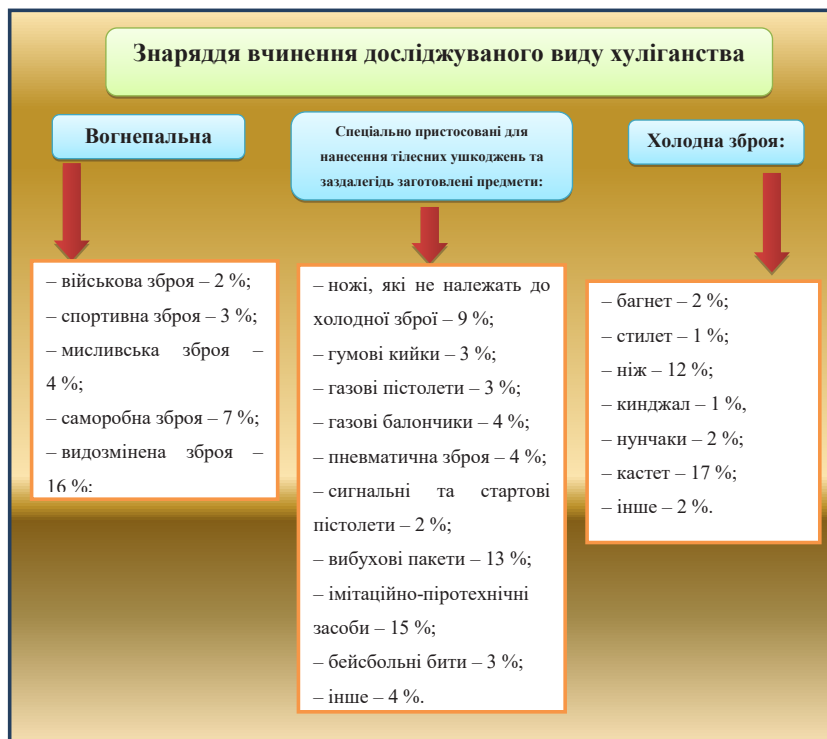 Знаряддя вчинення досліджуваного виду хуліганства
Вогнепальна
– військова зброя – 2 %;
– спортивна зброя – 3 %;
– мисливська зброя –
4 %;
– саморобна зброя – 7 %;
– видозмінена зброя –
16 %;
Спеціально пристосовані для
нанесення тілесних ушкоджень та
заздалегідь заготовлені предмети:
– ножі, які не належать до
холодної зброї – 9 %;
– гумові кийки – 3 %;
– газові пістолети – 3 %;
– газові балончики – 4 %;
– пневматична зброя – 4 %;
– сигнальні та стартові
пістолети – 2 %;
– вибухові пакети – 13 %;
– імітаційно-піротехнічні
засоби – 15 %;
– бейсбольні бити – 3 %;
– інше – 4 %.
Холодна зброя:
– багнет – 2 %;
– стилет – 1 %;
– ніж – 12 %;
– кинджал – 1 %,
– нунчаки – 2 %;
– кастет – 17 %;
– інше – 2 %.